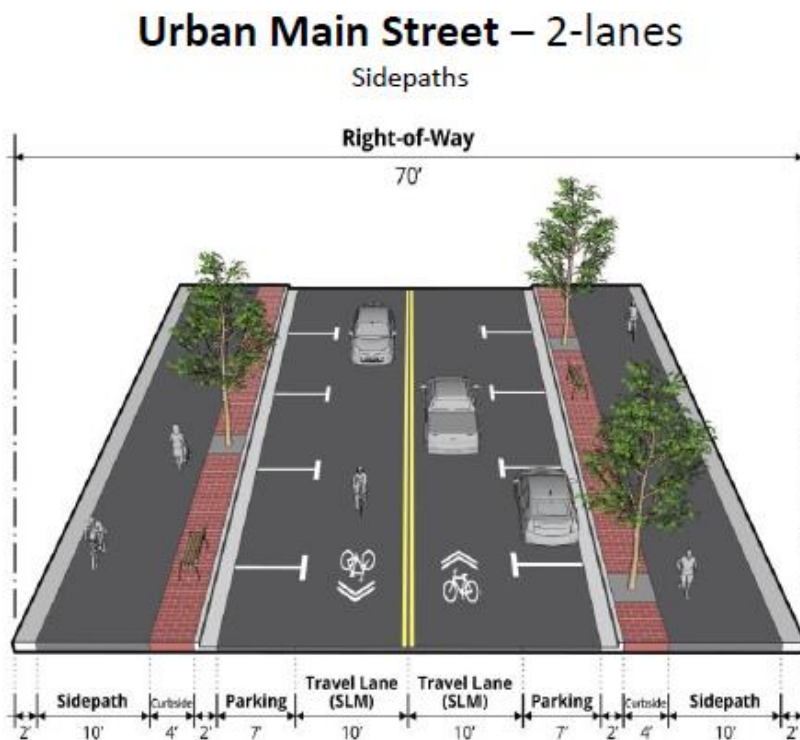 Urban Main Street – 2-lanes
Sidepaths
Right-of-Way
70'
Sidepath Curbside Parking Travel Lane (SLM) Travel Lane (SLM) Parking Curbside Sidepath
2' 10' 4' 2' 7' 10' 10' 7' 2' 4' 10' 2'